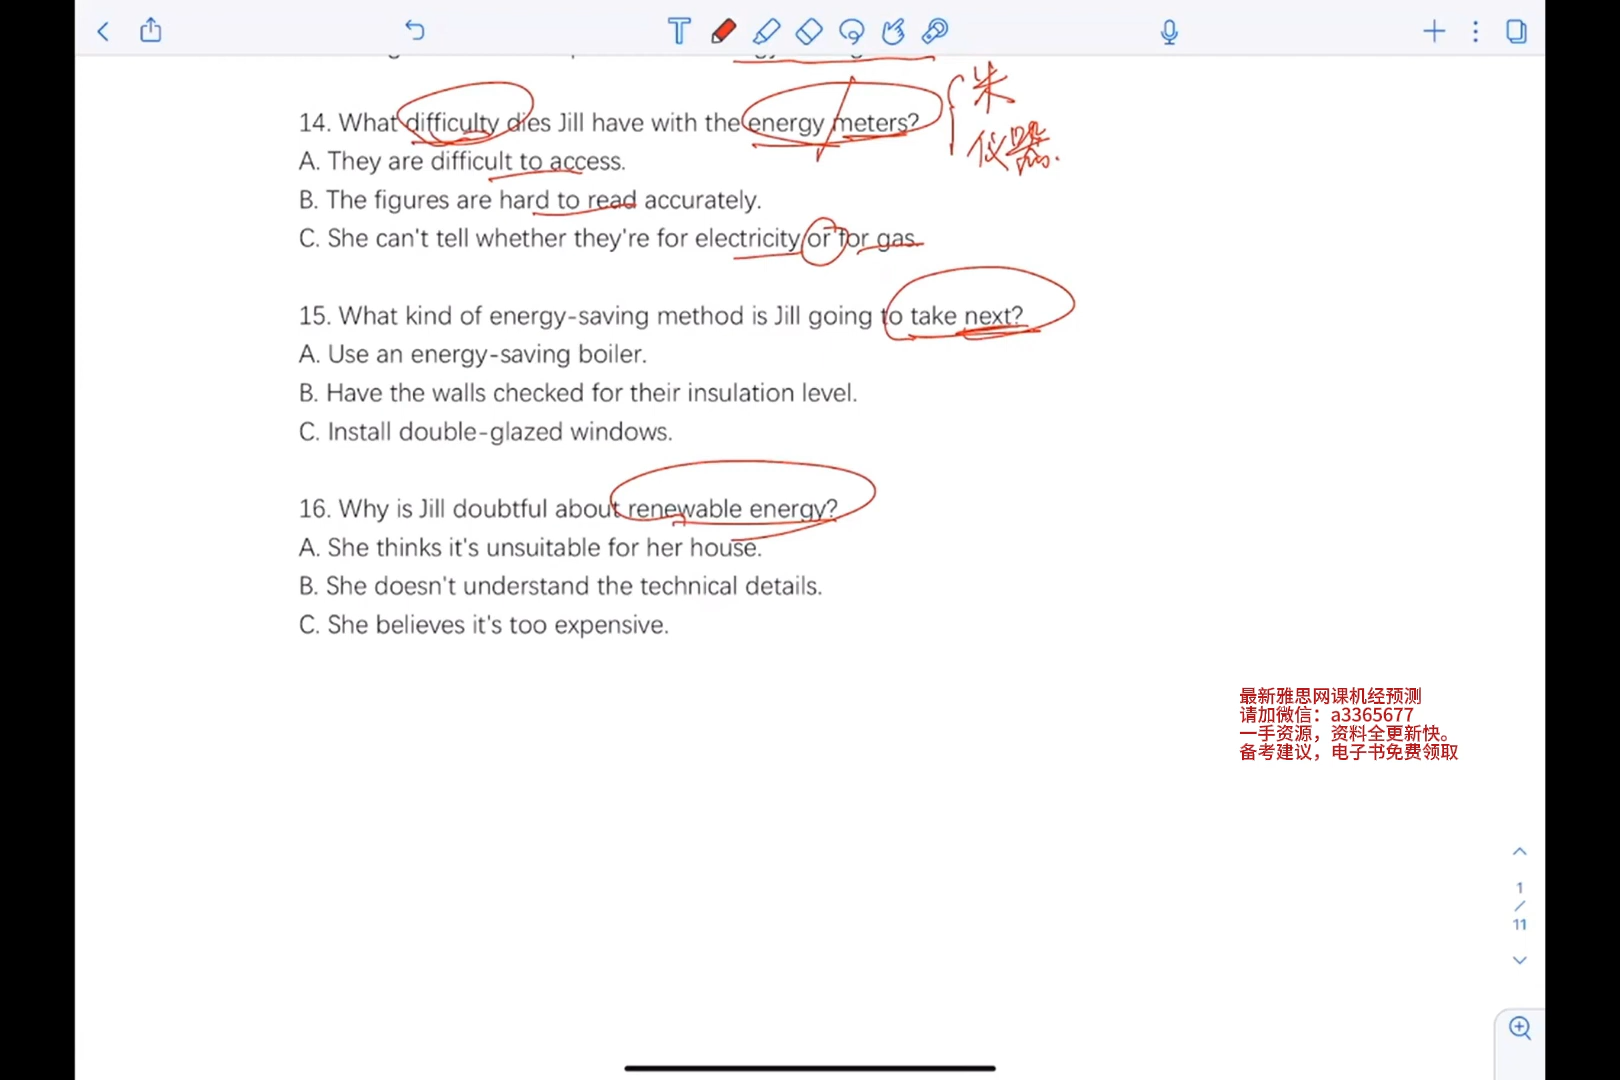 14. What difficulty dies Jill have with the energy meters?
米
仪器.
A. They are difficult to access.
B. The figures are hard to read accurately.
C. She can't tell whether they're for electricity or for gas.
15. What kind of energy-saving method is Jill going to take next?
A. Use an energy-saving boiler.
B. Have the walls checked for their insulation level.
C. Install double-glazed windows.
16. Why is Jill doubtful about renewable energy?
A. She thinks it's unsuitable for her house.
B. She doesn't understand the technical details.
C. She believes it's too expensive.
最新雅思网课机经预测
请加微信：a3365677
一手资源，资料全更新快。
备考建议，电子书免费领取
1
/
11